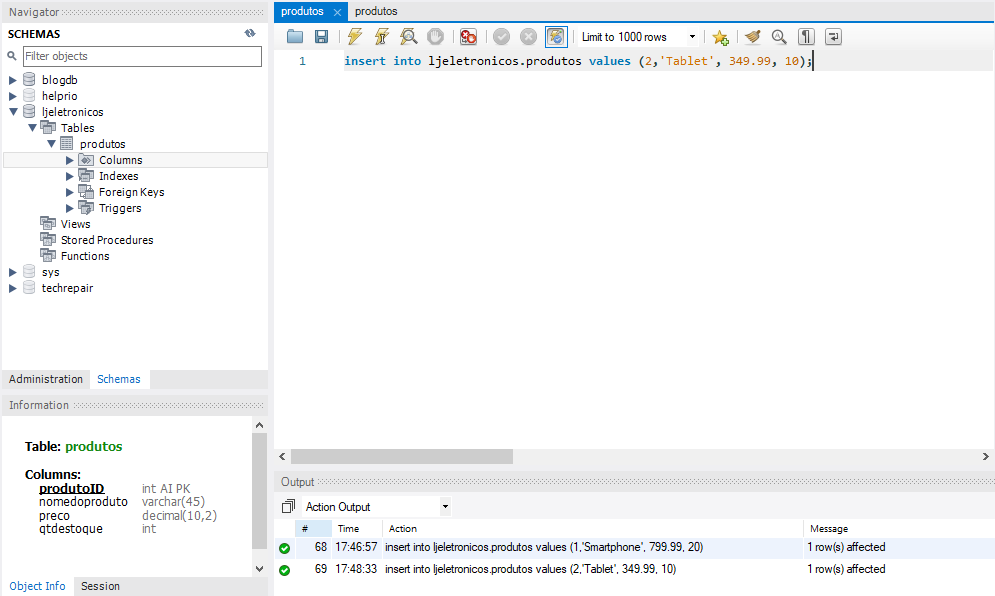 Navigator
SCHEMAS
Filter objects
blogdb
helprio
ljeletronicos
Tables
produtos
Columns
Indexes
Foreign Keys
Triggers
Views
Stored Procedures
Functions
sys
techrepair
Administration Schemas
Information
Table: produtos
Columns:
produtoID int AI PK
nomedoproduto varchar(45)
preco decimal(10,2)
qtdestoque int
Object Info Session
produtos produtos
Limit to 1000 rows
1 insert into ljeletronicos.produtos values (2,'Tablet', 349.99, 10);
Output
Action Output
# Time Action Message
68 17:46:57 insert into ljeletronicos.produtos values (1,'Smartphone', 799.99, 20) 1 row(s) affected
69 17:48:33 insert into ljeletronicos.produtos values (2,'Tablet', 349.99, 10) 1 row(s) affected